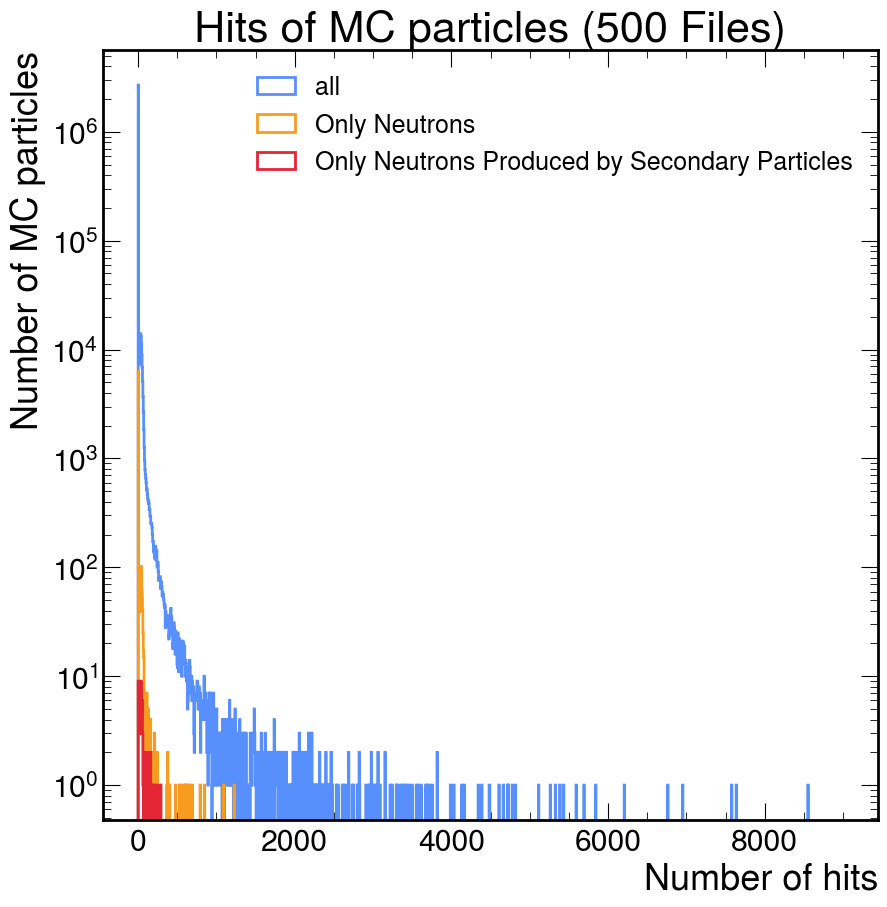 Hits of MC particles (500 Files)
Number of MC particles
all
Only Neutrons
Only Neutrons Produced by Secondary Particles
10⁶
10⁵
10⁴
10³
10²
10¹
10⁰
0 2000 4000 6000 8000
Number of hits